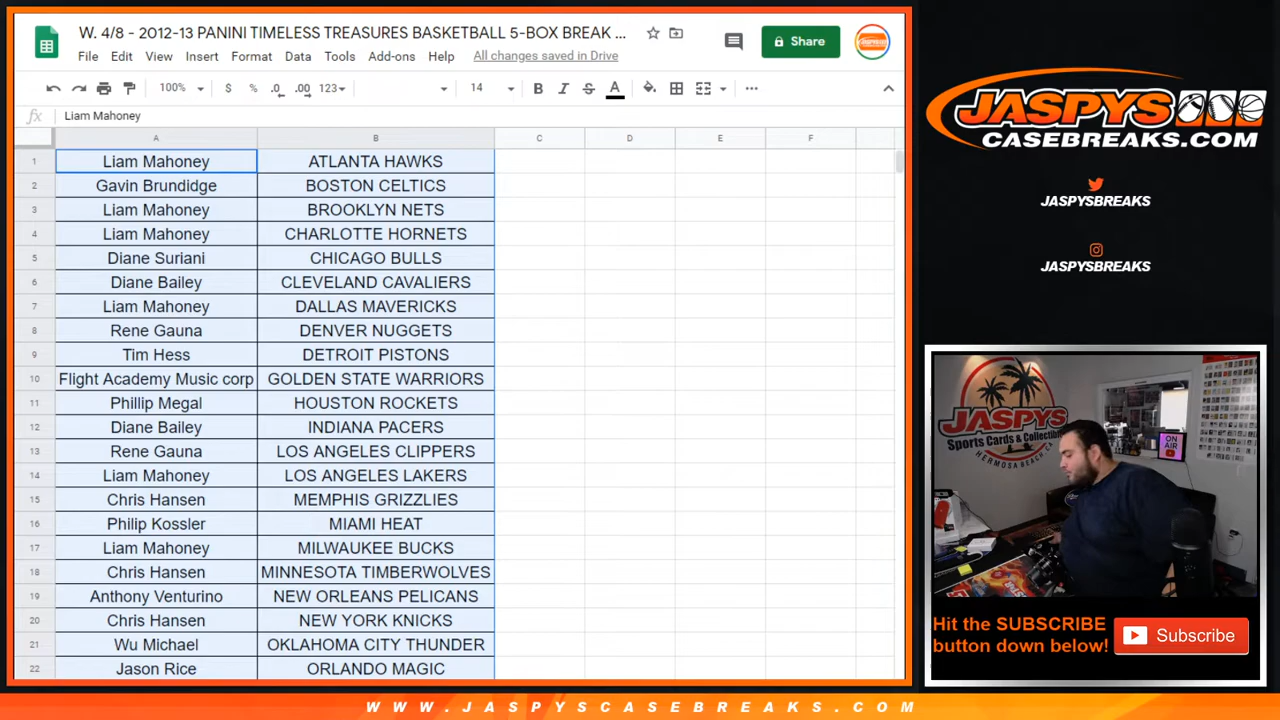 W. 4/8 - 2012-13 PANINI TIMELESS TREASURES BASKETBALL 5-BOX BREAK ...
Share
File Edit View Insert Format Data Tools Add-ons Help All changes saved in Drive
100% $ % .0 .00 123 14 B I S A
fx Liam Mahoney
A B C D E F
1 Liam Mahoney ATLANTA HAWKS
2 Gavin Brundidge BOSTON CELTICS
3 Liam Mahoney BROOKLYN NETS
4 Liam Mahoney CHARLOTTE HORNETS
5 Diane Suriani CHICAGO BULLS
6 Diane Bailey CLEVELAND CAVALIERS
7 Liam Mahoney DALLAS MAVERICKS
8 Rene Gauna DENVER NUGGETS
9 Tim Hess DETROIT PISTONS
10 Flight Academy Music corp GOLDEN STATE WARRIORS
11 Phillip Megal HOUSTON ROCKETS
12 Diane Bailey INDIANA PACERS
13 Rene Gauna LOS ANGELES CLIPPERS
14 Liam Mahoney LOS ANGELES LAKERS
15 Chris Hansen MEMPHIS GRIZZLIES
16 Philip Kossler MIAMI HEAT
17 Liam Mahoney MILWAUKEE BUCKS
18 Chris Hansen MINNESOTA TIMBERWOLVES
19 Anthony Venturino NEW ORLEANS PELICANS
20 Chris Hansen NEW YORK KNICKS
21 Wu Michael OKLAHOMA CITY THUNDER
22 Jason Rice ORLANDO MAGIC
JASPYS
CASEBREAKS.COM
JASPYSBREAKS
JASPYSBREAKS
JASPYS
Sports Cards & Collectibles
HERMOSA BEACH, CA
ON AIR
Hit the SUBSCRIBE
button down below!
Subscribe
WWW.JASPYSCASEBREAKS.COM